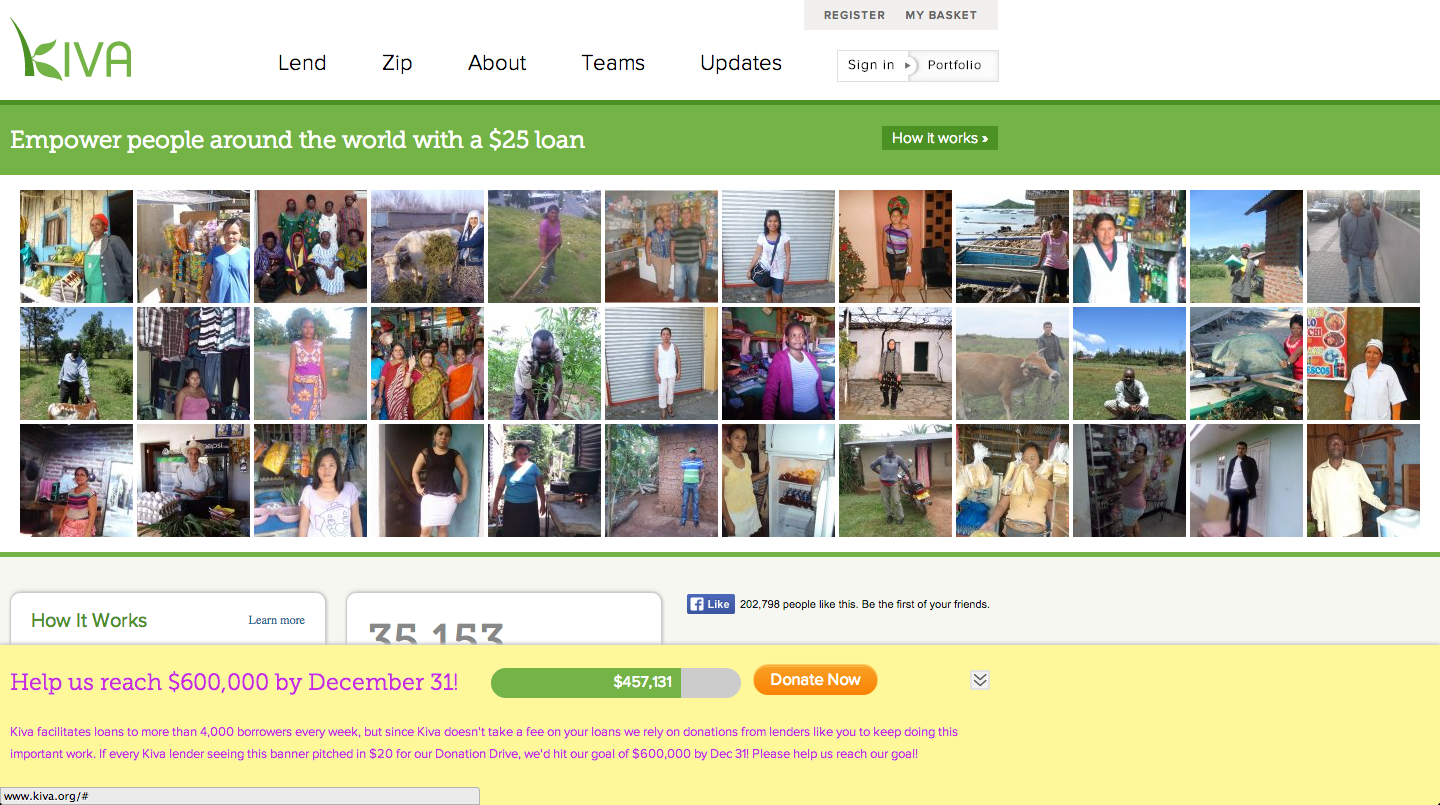 REGISTER MY BASKET
KIVA
Lend Zip About Teams Updates
Sign in Portfolio
Empower people around the world with a $25 loan
How it works »
pepsi
How It Works
Learn more
35,153
Like 202,798 people like this. Be the first of your friends.
Help us reach $600,000 by December 31!
$457,131
Donate Now
Kiva facilitates loans to more than 4,000 borrowers every week, but since Kiva doesn't take a fee on your loans we rely on donations from lenders like you to keep doing this
important work. If every Kiva lender seeing this banner pitched in $20 for our Donation Drive, we'd hit our goal of $600,000 by Dec 31! Please help us reach our goal!
www.kiva.org/#